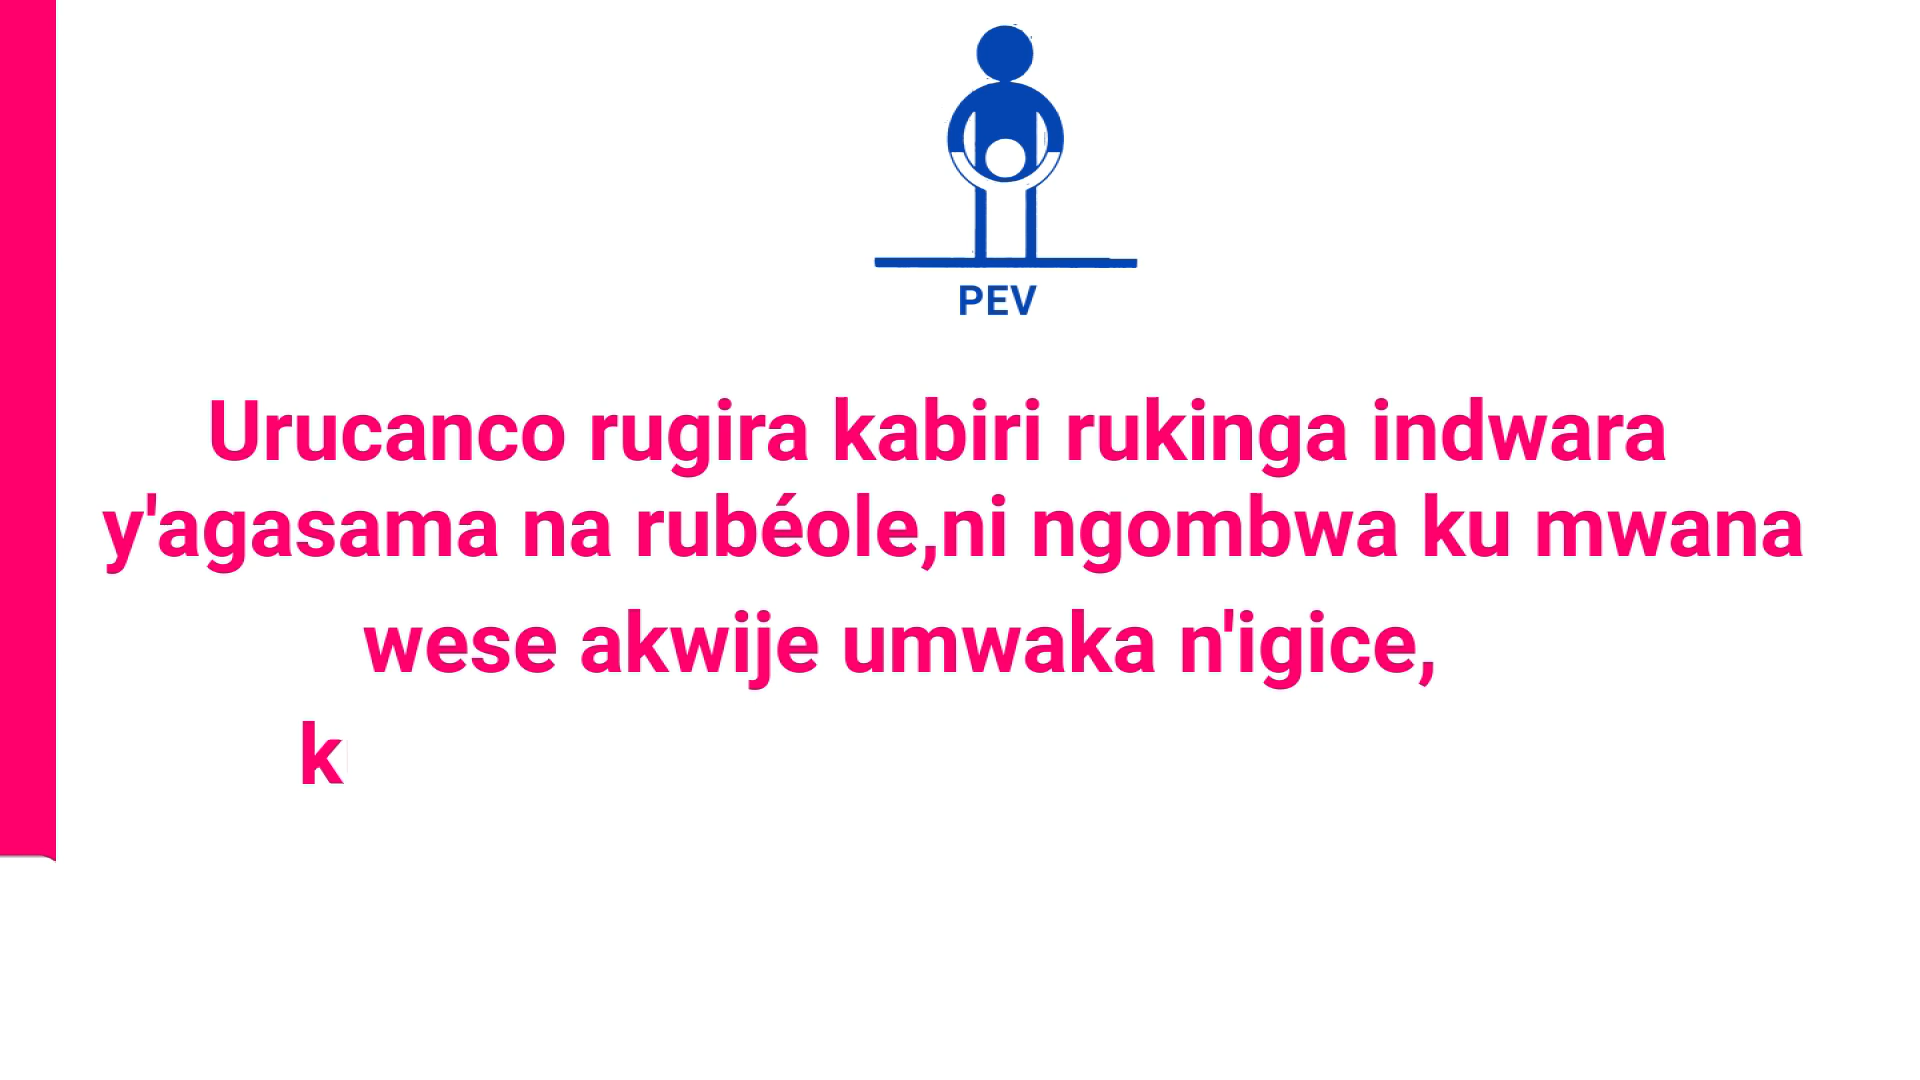 PEV
Urucanco rugira kabiri rukinga indwara
y'agasama na rubéole,ni ngombwa ku mwana
wese akwije umwaka n'igice,
k